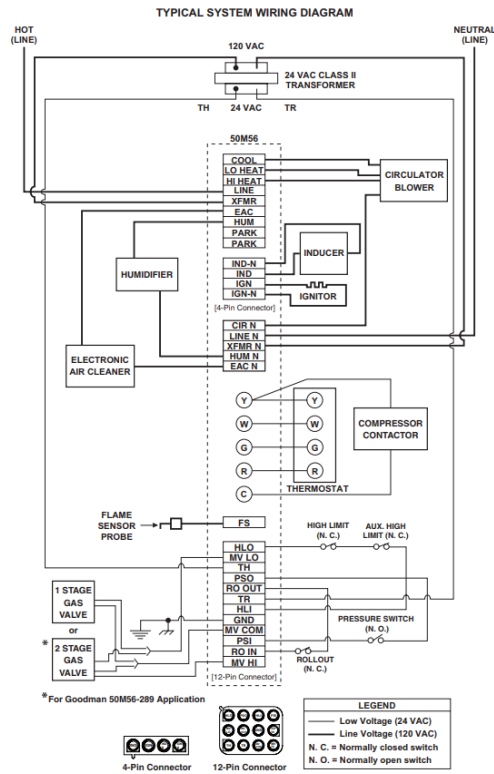 TYPICAL SYSTEM WIRING DIAGRAM
HOT
(LINE)
NEUTRAL
(LINE)
120 VAC
24 VAC CLASS II
TRANSFORMER
TH
24 VAC
TR
50M56
COOL
LO HEAT
HI HEAT
LINE
XFMR
EAC
HUM
PARK
PARK
CIRCULATOR
BLOWER
IND-N
IND
IGN
IGN-N
[4-Pin Connector]
INDUCER
IGNITOR
HUMIDIFIER
CIR N
LINE N
XFMR N
HUM N
EAC N
ELECTRONIC
AIR CLEANER
Y
Y
W
W
G
G
R
R
C
THERMOSTAT
COMPRESSOR
CONTACTOR
FLAME
SENSOR
PROBE
FS
HIGH LIMIT
(N. C.)
AUX. HIGH
LIMIT (N. C.)
HLO
MV LO
TH
PSO
RO OUT
TR
HLI
GND
MV COM
PSI
RO IN
MV HI
[12-Pin Connector]
1 STAGE
GAS
VALVE
or
* 2 STAGE
GAS
VALVE
PRESSURE SWITCH
(N. O.)
ROLLOUT
(N. C.)
*For Goodman 50M56-289 Application
4-Pin Connector
12-Pin Connector
LEGEND
Low Voltage (24 VAC)
Line Voltage (120 VAC)
N. C. = Normally closed switch
N. O. = Normally open switch